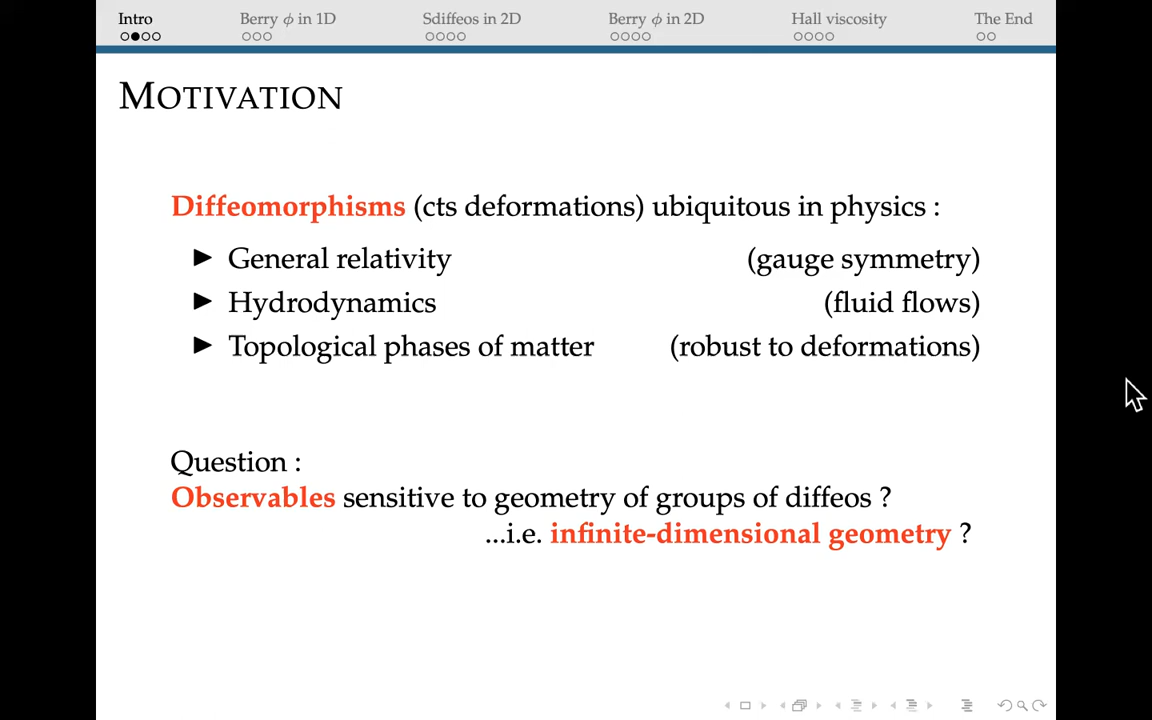 Intro Berry ϕ in 1D Sdiffeos in 2D Berry ϕ in 2D Hall viscosity The End
MOTIVATION
Diffeomorphisms (cts deformations) ubiquitous in physics :
▶ General relativity (gauge symmetry)
▶ Hydrodynamics (fluid flows)
▶ Topological phases of matter (robust to deformations)
Question :
Observables sensitive to geometry of groups of diffeos ?
...i.e. infinite-dimensional geometry ?